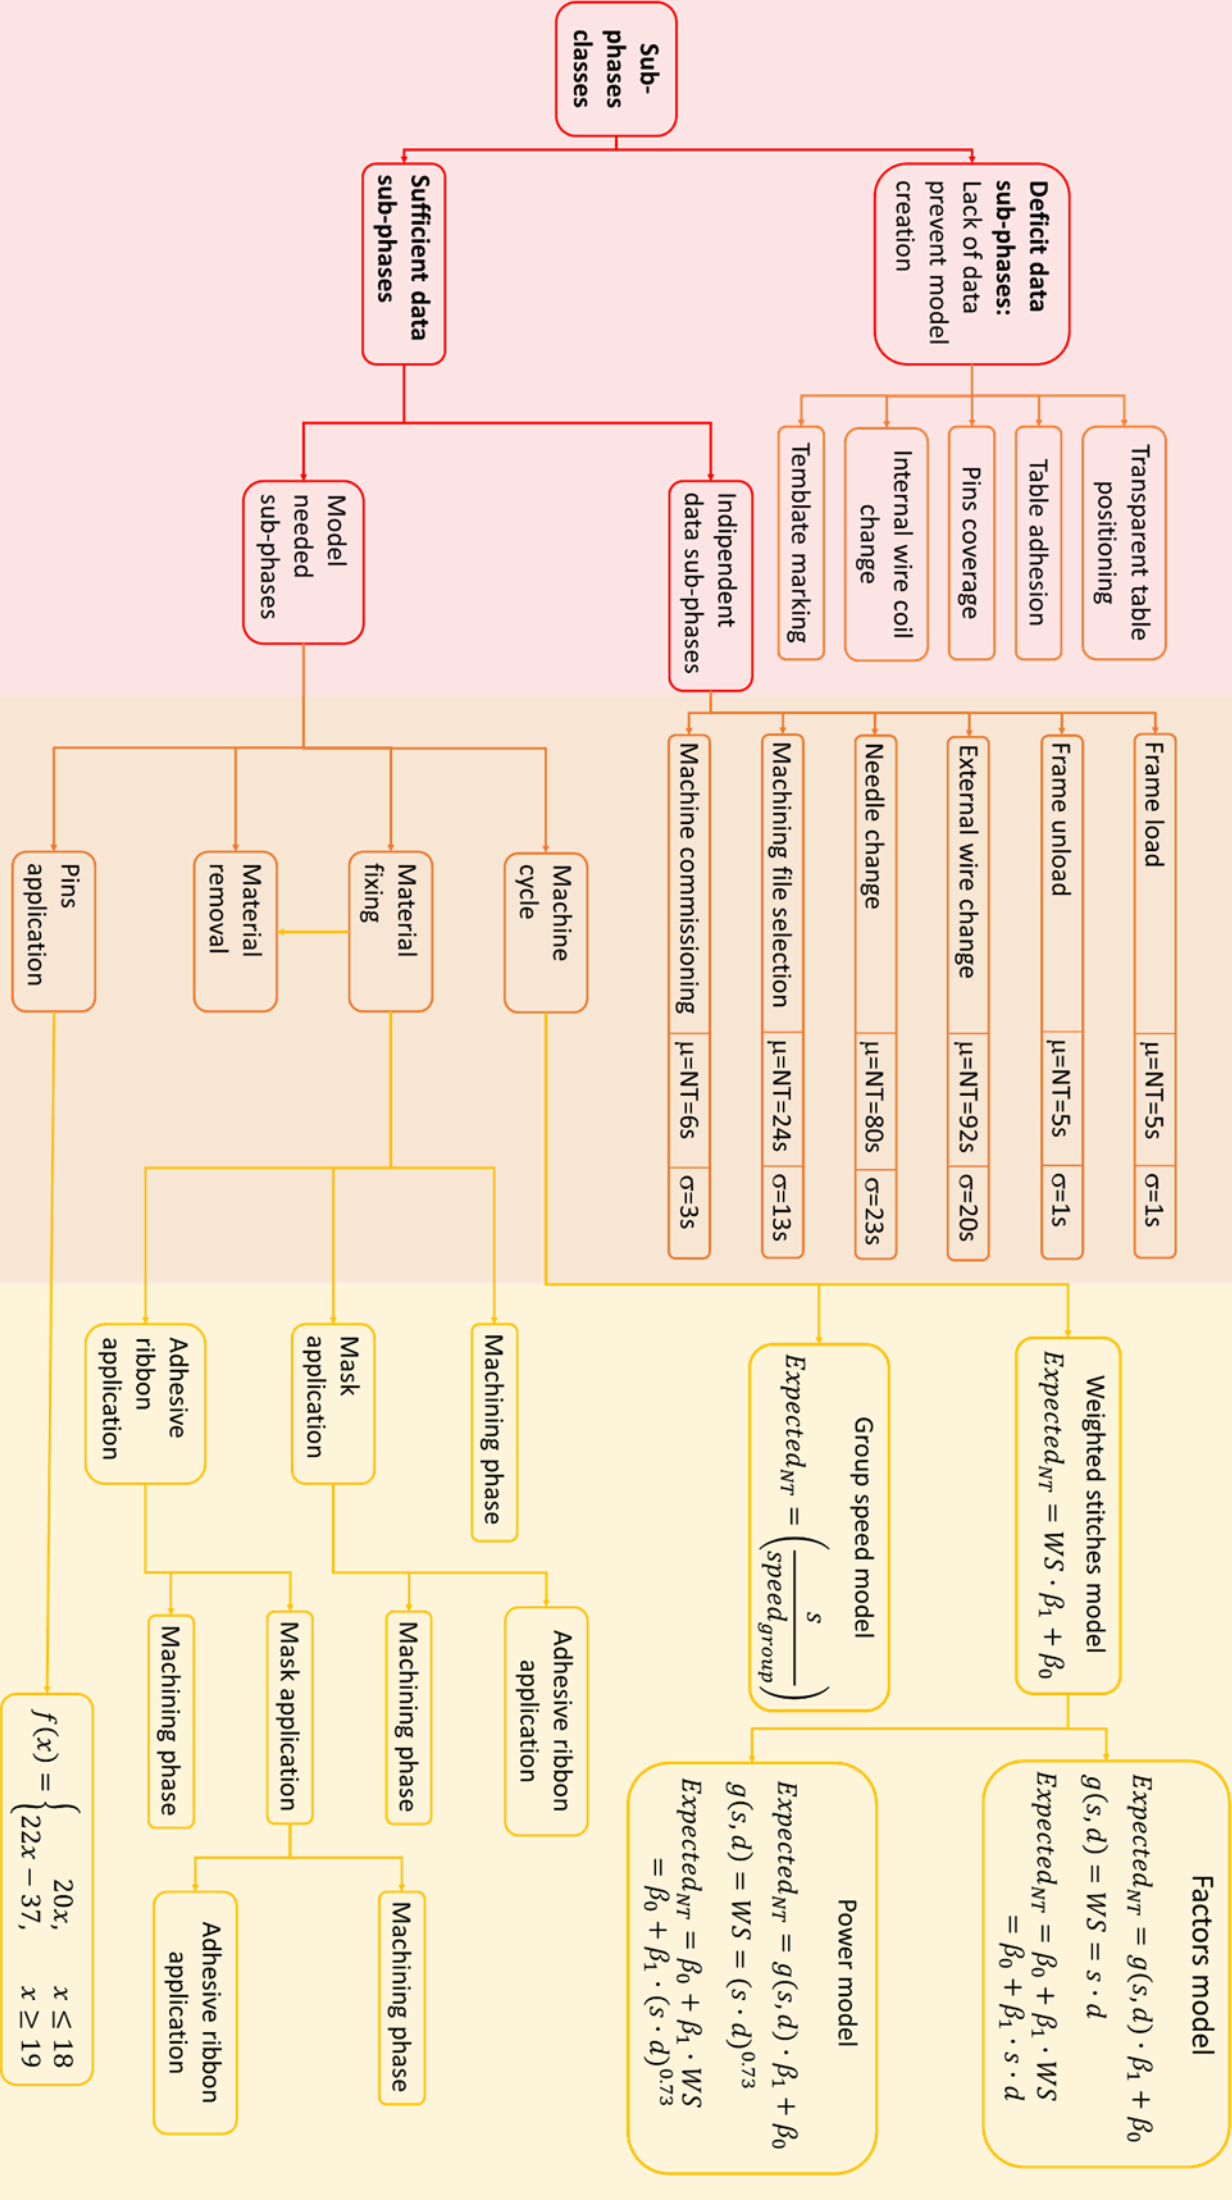 Sub-
phases
classes
Deficit data
sub-phases:
Lack of data
prevent model
creation
Sufficient data
sub-phases
Transparent table
positioning
Table adhesion
Pins coverage
Internal wire coil
change
Temblate marking
Indipendent
data sub-phases
Model
needed
sub-phases
Frame load μ=NT=5s σ=1s
Frame unload μ=NT=5s σ=1s
External wire change μ=NT=92s σ=20s
Needle change μ=NT=80s σ=23s
Machining file selection μ=NT=24s σ=13s
Machine commissioning μ=NT=6s σ=3s
Machine
cycle
Material
fixing
Material
removal
Pins
application
Weighted stitches model
Expected_NT = WS · β₁ + β₀
Group speed model
Expected_NT = (s / speed_group)
Factors model
Expected_NT = g(s, d) · β₁ + β₀
g(s, d) = WS = s · d
Expected_NT = β₀ + β₁ · WS
= β₀ + β₁ · s · d
Power model
Expected_NT = g(s, d) · β₁ + β₀
g(s, d) = WS = (s · d)^0.73
Expected_NT = β₀ + β₁ · WS
= β₀ + β₁ · (s · d)^0.73
Machining phase
Mask
application
Adhesive
ribbon
application
Adhesive ribbon
application
Machining phase
Mask application
Machining phase
Machining phase
Adhesive ribbon
application
f(x) = { 20x, x ≤ 18
22x − 37, x ≥ 19